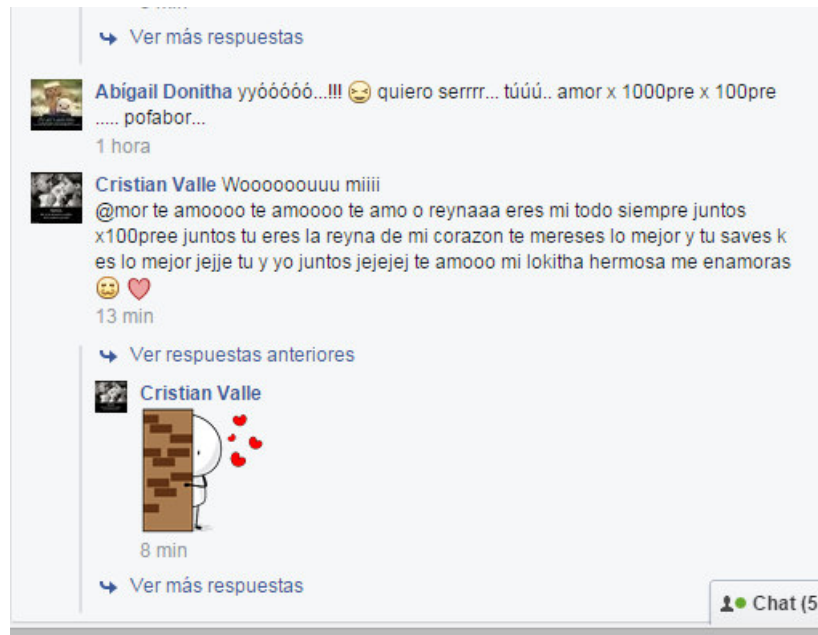 Ver más respuestas
Abígail Donitha yyóóóóó...!!! quiero serrrr... túúú.. amor x 1000pre x 100pre
..... pofabor...
1 hora
Cristian Valle Woooooouuu miiii
@mor te amoooo te amoooo te amo o reynaaa eres mi todo siempre juntos
x100pree juntos tu eres la reyna de mi corazon te mereses lo mejor y tu saves k
es lo mejor jejje tu y yo juntos jejejej te amooo mi lokitha hermosa me enamoras
13 min
Ver respuestas anteriores
Cristian Valle
8 min
Ver más respuestas
Chat (5